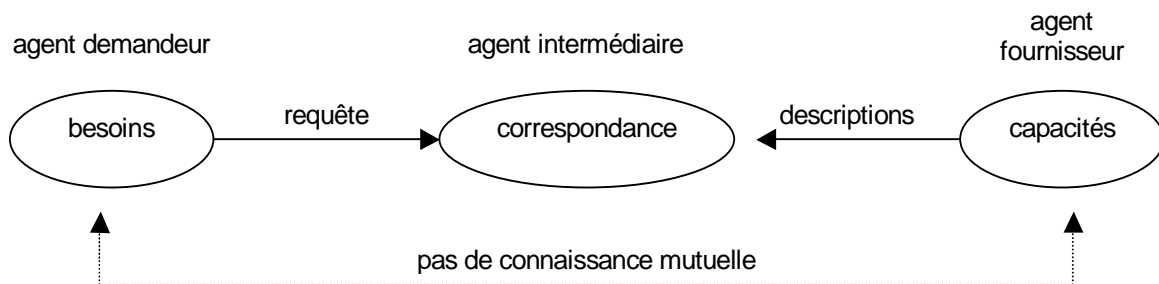 agent demandeur
agent intermédiaire
agent
fournisseur
besoins
requête
correspondance
descriptions
capacités
pas de connaissance mutuelle